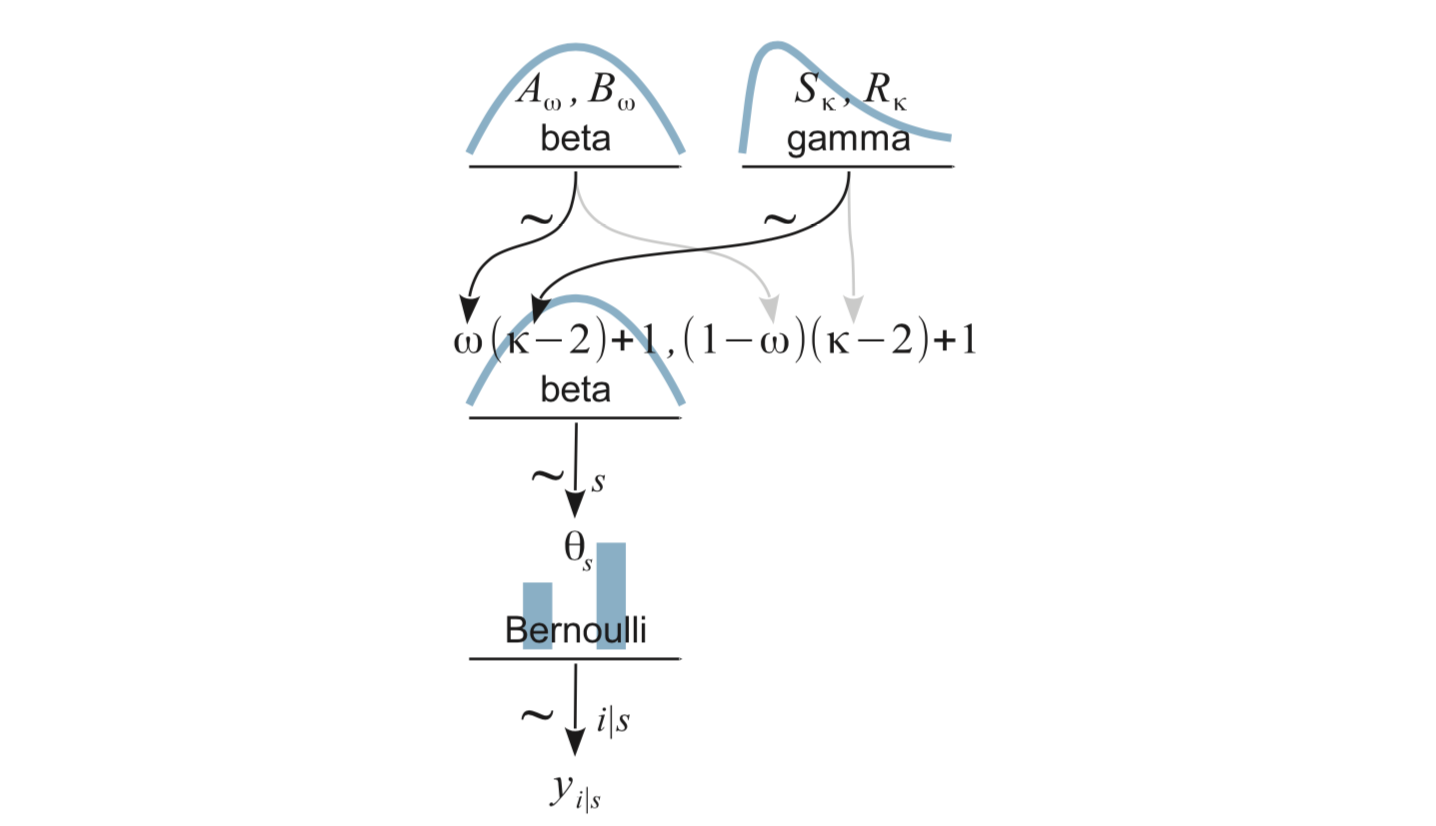 A_ω, B_ω S_κ, R_κ
beta gamma
~ ~
ω(κ−2)+1, (1−ω)(κ−2)+1
beta
~ s
θ_s
Bernoulli
~ i|s
y_i|s